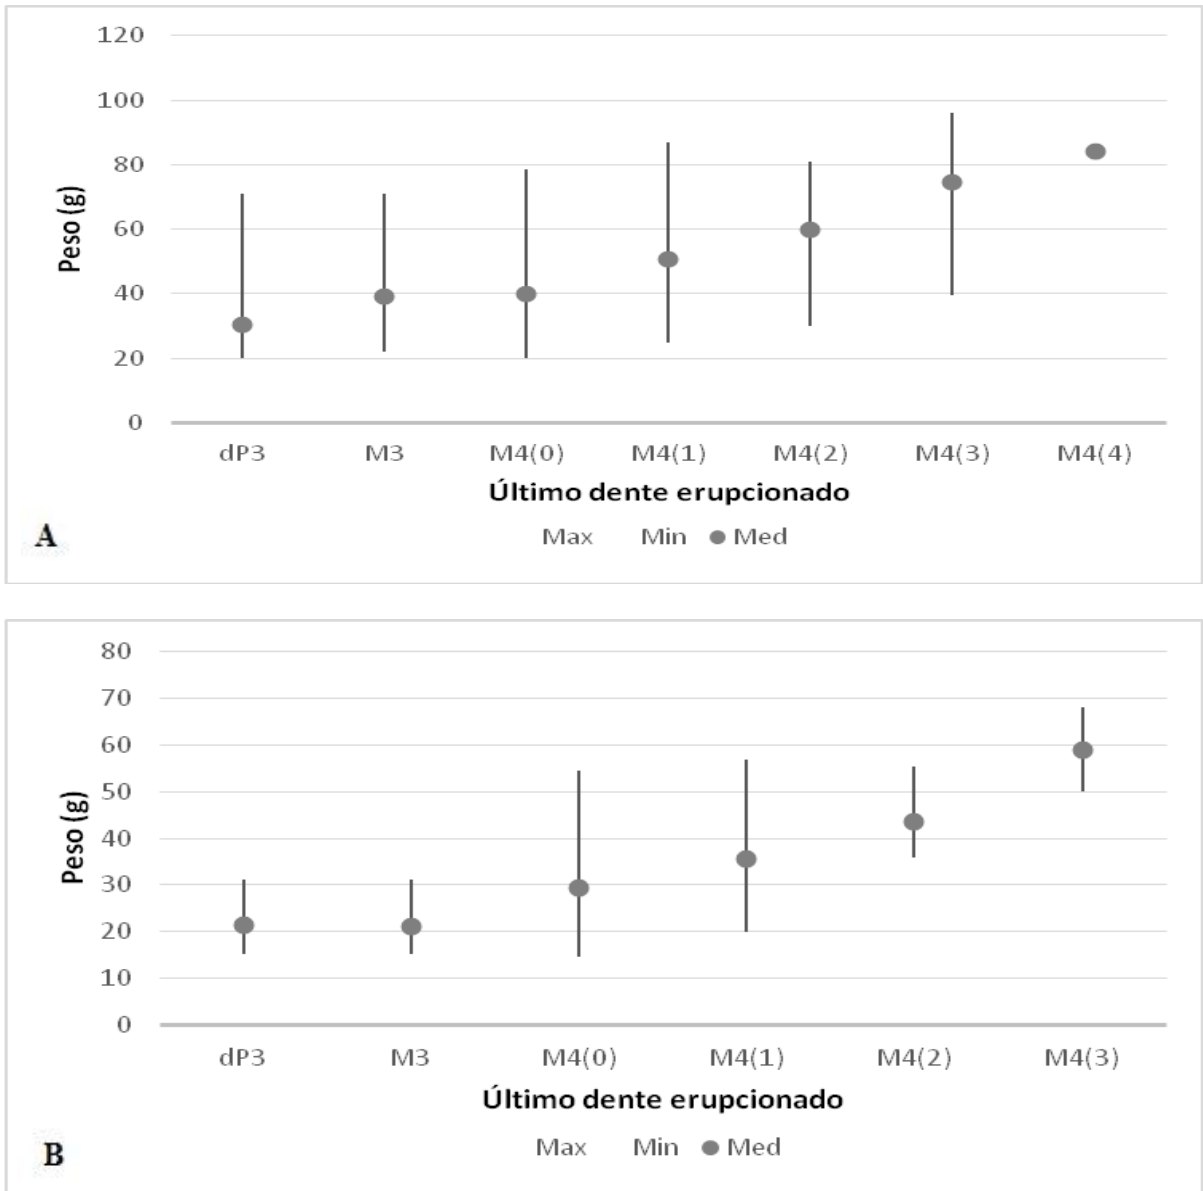 120
100
80
60
40
20
0
Peso (g)
dP3 M3 M4(0) M4(1) M4(2) M4(3) M4(4)
Último dente erupcionado
Max Min Med
A
80
70
60
50
40
30
20
10
0
Peso (g)
dP3 M3 M4(0) M4(1) M4(2) M4(3)
Último dente erupcionado
Max Min Med
B